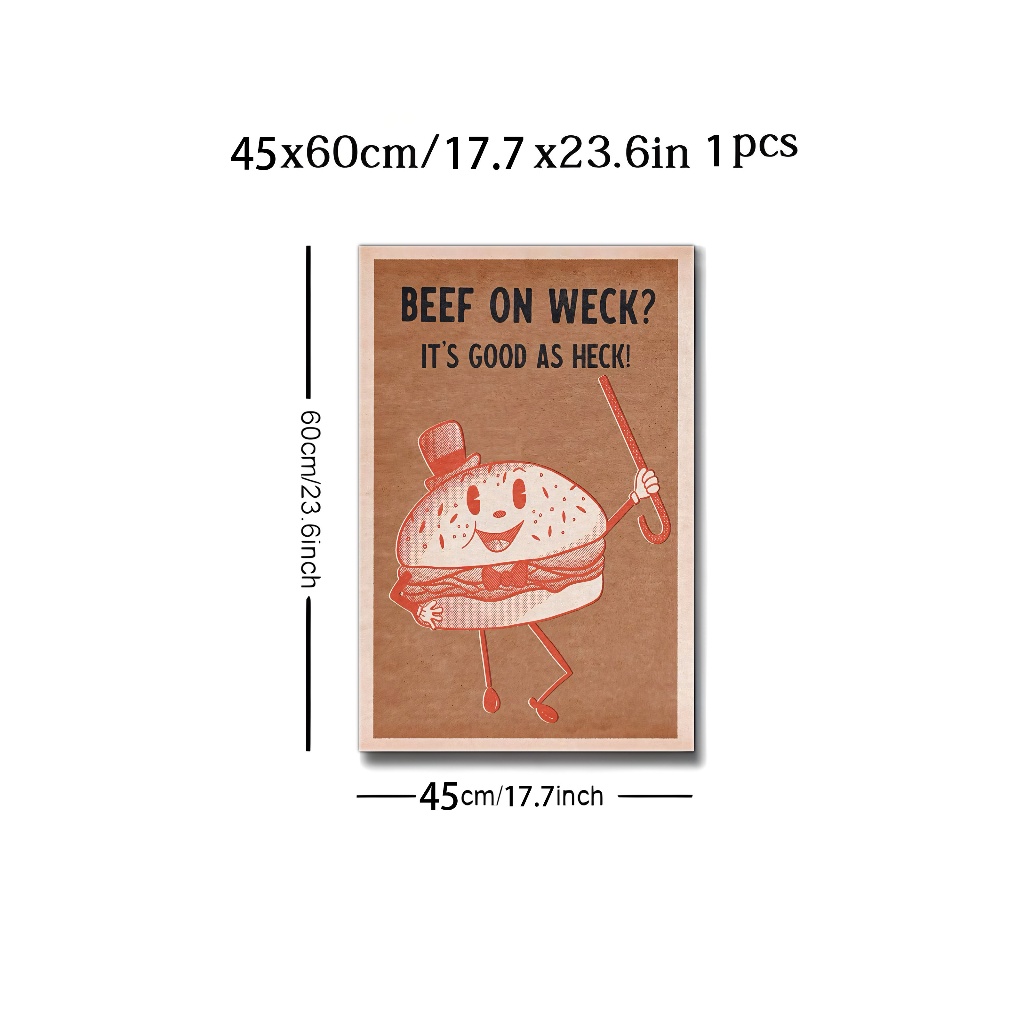 45x60cm/17.7 x23.6in 1pcs
BEEF ON WECK?
IT'S GOOD AS HECK!
60cm/23.6inch
45cm/17.7inch